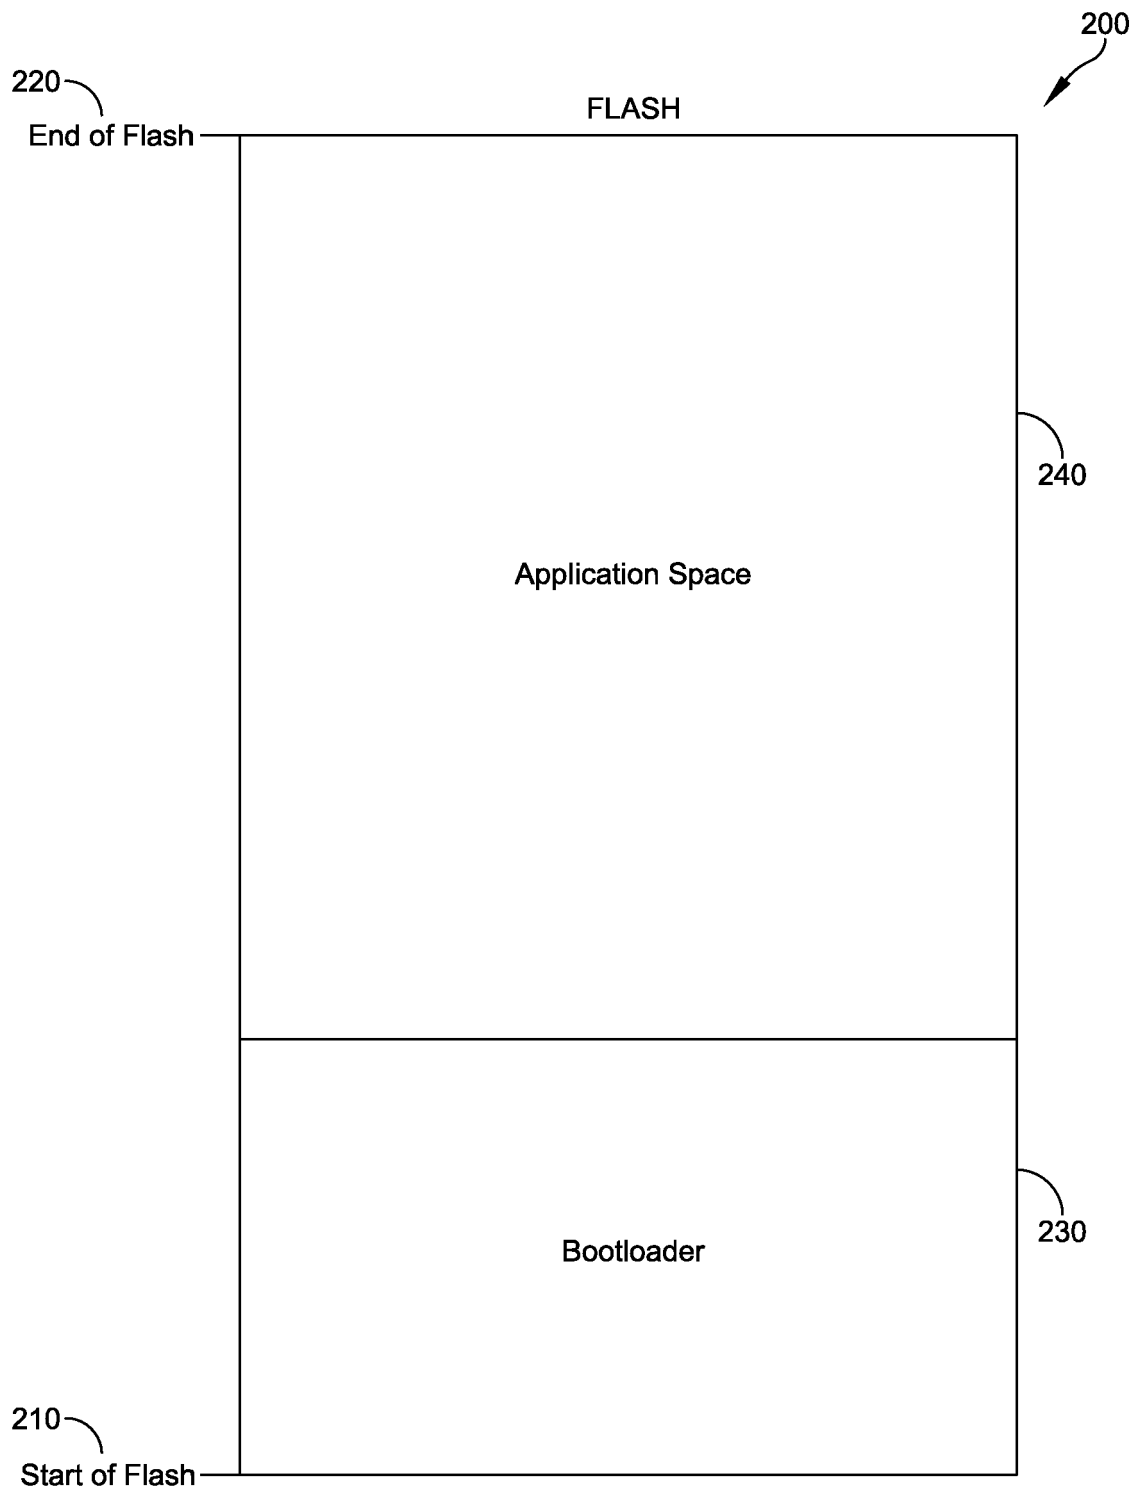 200
220
FLASH
End of Flash
240
Application Space
230
Bootloader
210
Start of Flash